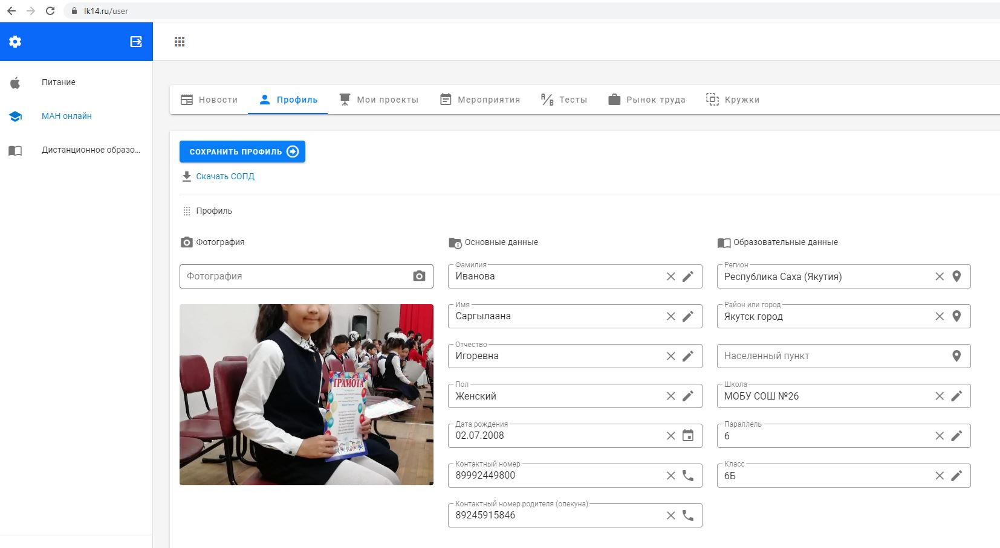 lk14.ru/user
Питание
МАН онлайн
Дистанционное образо...
Новости
Профиль
Мои проекты
Мероприятия
A/B Тесты
Рынок труда
Кружки
СОХРАНИТЬ ПРОФИЛЬ
Скачать СОПД
Профиль
Фотография
Фотография
ГРАМОТА
Основные данные
Фамилия
Иванова
Имя
Саргылаана
Отчество
Игоревна
Пол
Женский
Дата рождения
02.07.2008
Контактный номер
89992449800
Контактный номер родителя (опекуна)
89245915846
Образовательные данные
Регион
Республика Саха (Якутия)
Район или город
Якутск город
Населенный пункт
Школа
МОБУ СОШ №26
Параллель
6
Класс
6Б